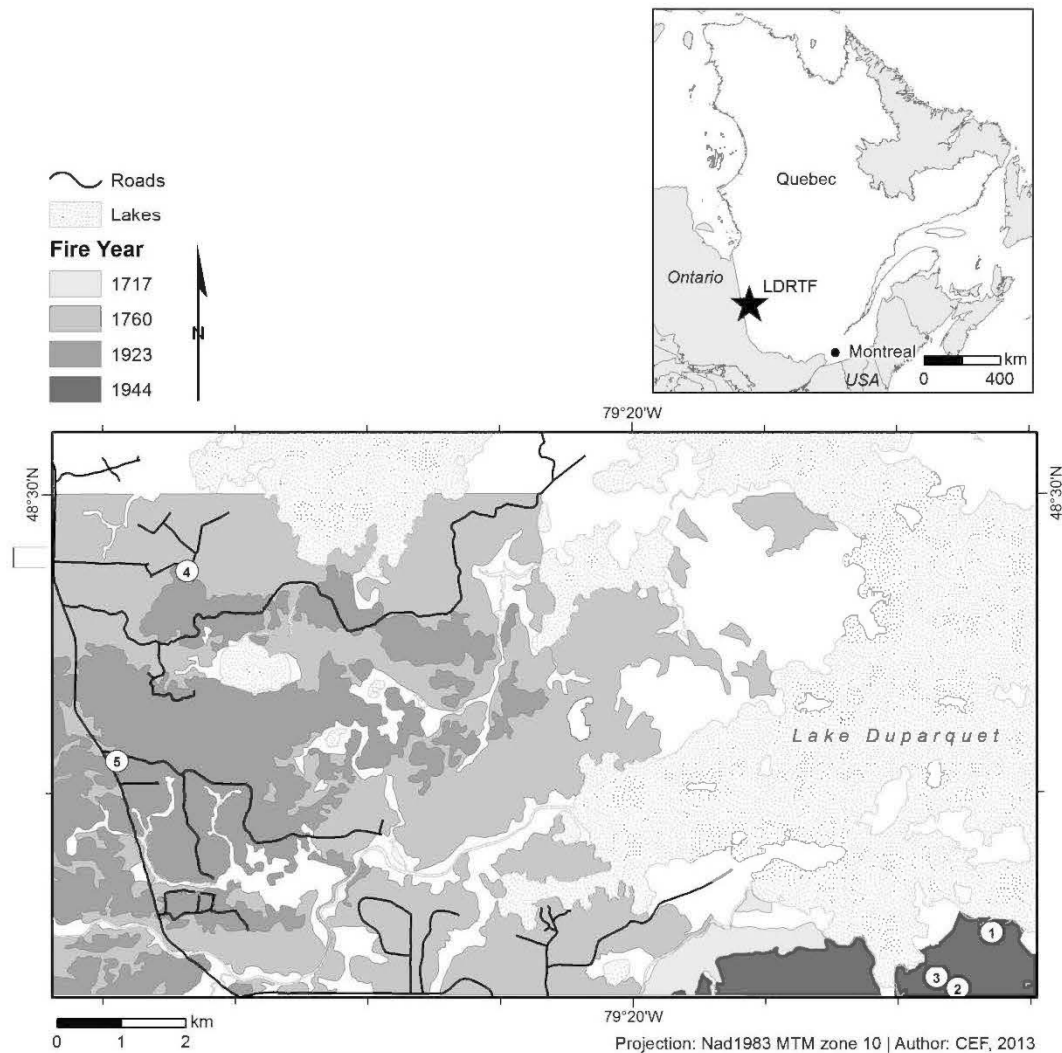 Quebec
Ontario
LDRTF
Montreal
USA
km
0 400
Roads
Lakes
Fire Year
1717
1760
1923
1944
N
79°20'W
48°30'N
48°30'N
4
5
Lake Duparquet
1
3
2
km
0 1 2
79°20'W
Projection: Nad1983 MTM zone 10 | Author: CEF, 2013